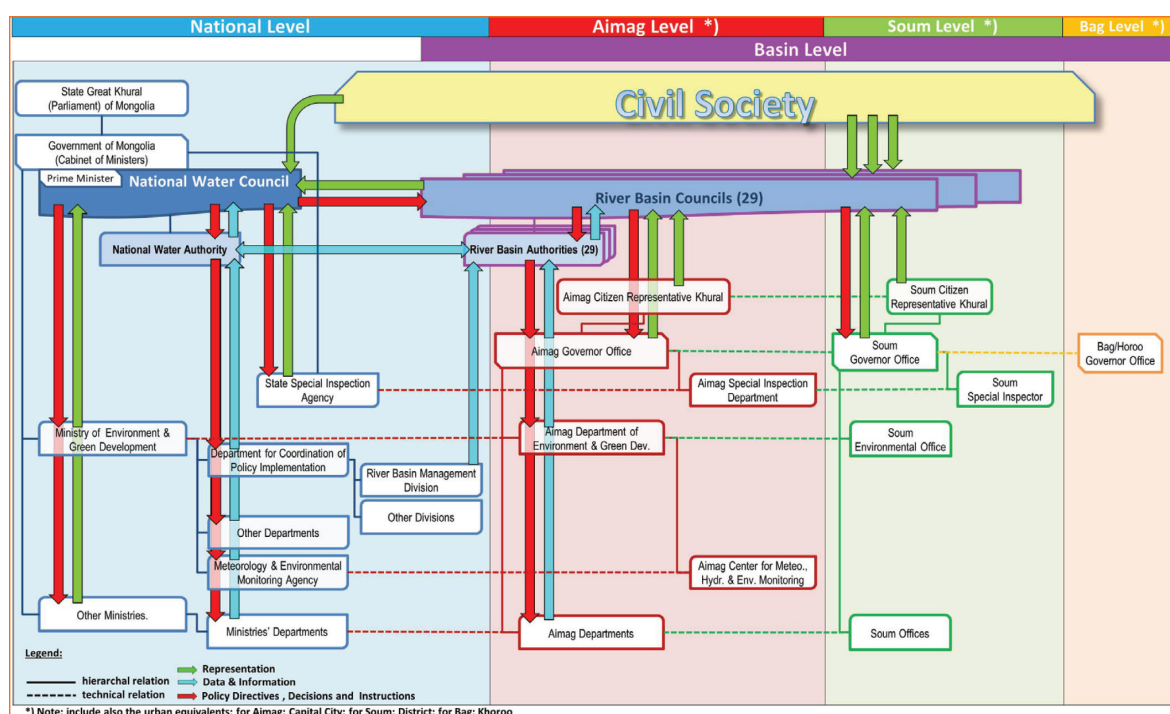 National Level
Aimag Level *)
Soum Level *)
Bag Level *)
Basin Level
State Great Khural
(Parliament) of Mongolia
Civil Society
Government of Mongolia
(Cabinet of Ministers)
Prime Minister
National Water Council
River Basin Councils (29)
National Water Authority
River Basin Authorities (29)
Aimag Citizen Representative Khural
Soum Citizen
Representative Khural
Aimag Governor Office
Soum
Governor Office
Bag/Horoo
Governor Office
State Special Inspection
Agency
Aimag Special Inspection
Department
Soum
Special Inspector
Ministry of Environment &
Green Development
Aimag Department of
Environment & Green Dev.
Soum
Environmental Office
Department for Coordination of
Policy Implementation
River Basin Management
Division
Other Divisions
Other Departments
Meteorology & Environmental
Monitoring Agency
Aimag Center for Meteo.,
Hydr. & Env. Monitoring
Other Ministries.
Ministries' Departments
Aimag Departments
Soum Offices
Legend:
hierarchal relation
technical relation
Representation
Data & Information
Policy Directives , Decisions and Instructions
*) Note: include also the urban equivalents: for Aimag: Capital City; for Soum: District; for Bag: Khoroo